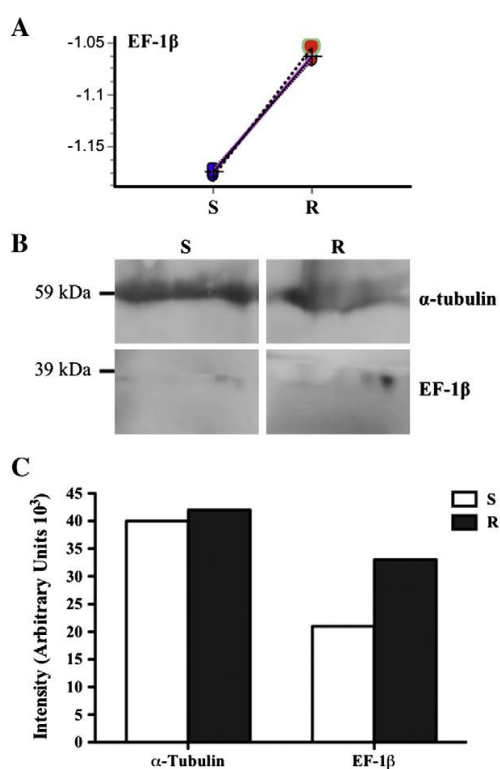 A
EF-1β
-1.05
-1.1
-1.15
S R
B
S R
59 kDa
α-tubulin
39 kDa
EF-1β
C
Intensity (Arbitrary Units 10³)
45
40
35
30
25
20
15
10
5
0
S
R
α-Tubulin EF-1β